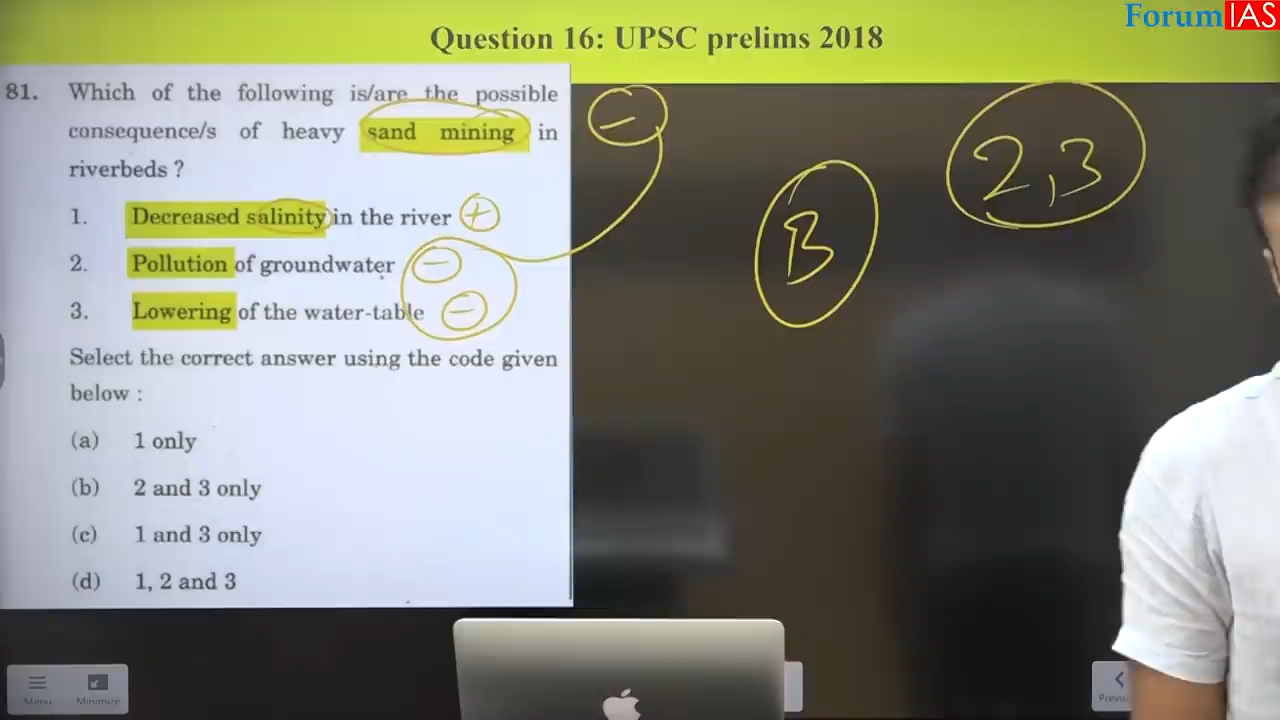 ForumIAS
Question 16: UPSC prelims 2018
81. Which of the following is/are the possible
consequence/s of heavy sand mining in
riverbeds ?
1. Decreased salinity in the river +
2. Pollution of groundwater −
3. Lowering of the water-table −
Select the correct answer using the code given
below :
(a) 1 only
(b) 2 and 3 only
(c) 1 and 3 only
(d) 1, 2 and 3
−
B
2,3
Menu
Minimize
Previ